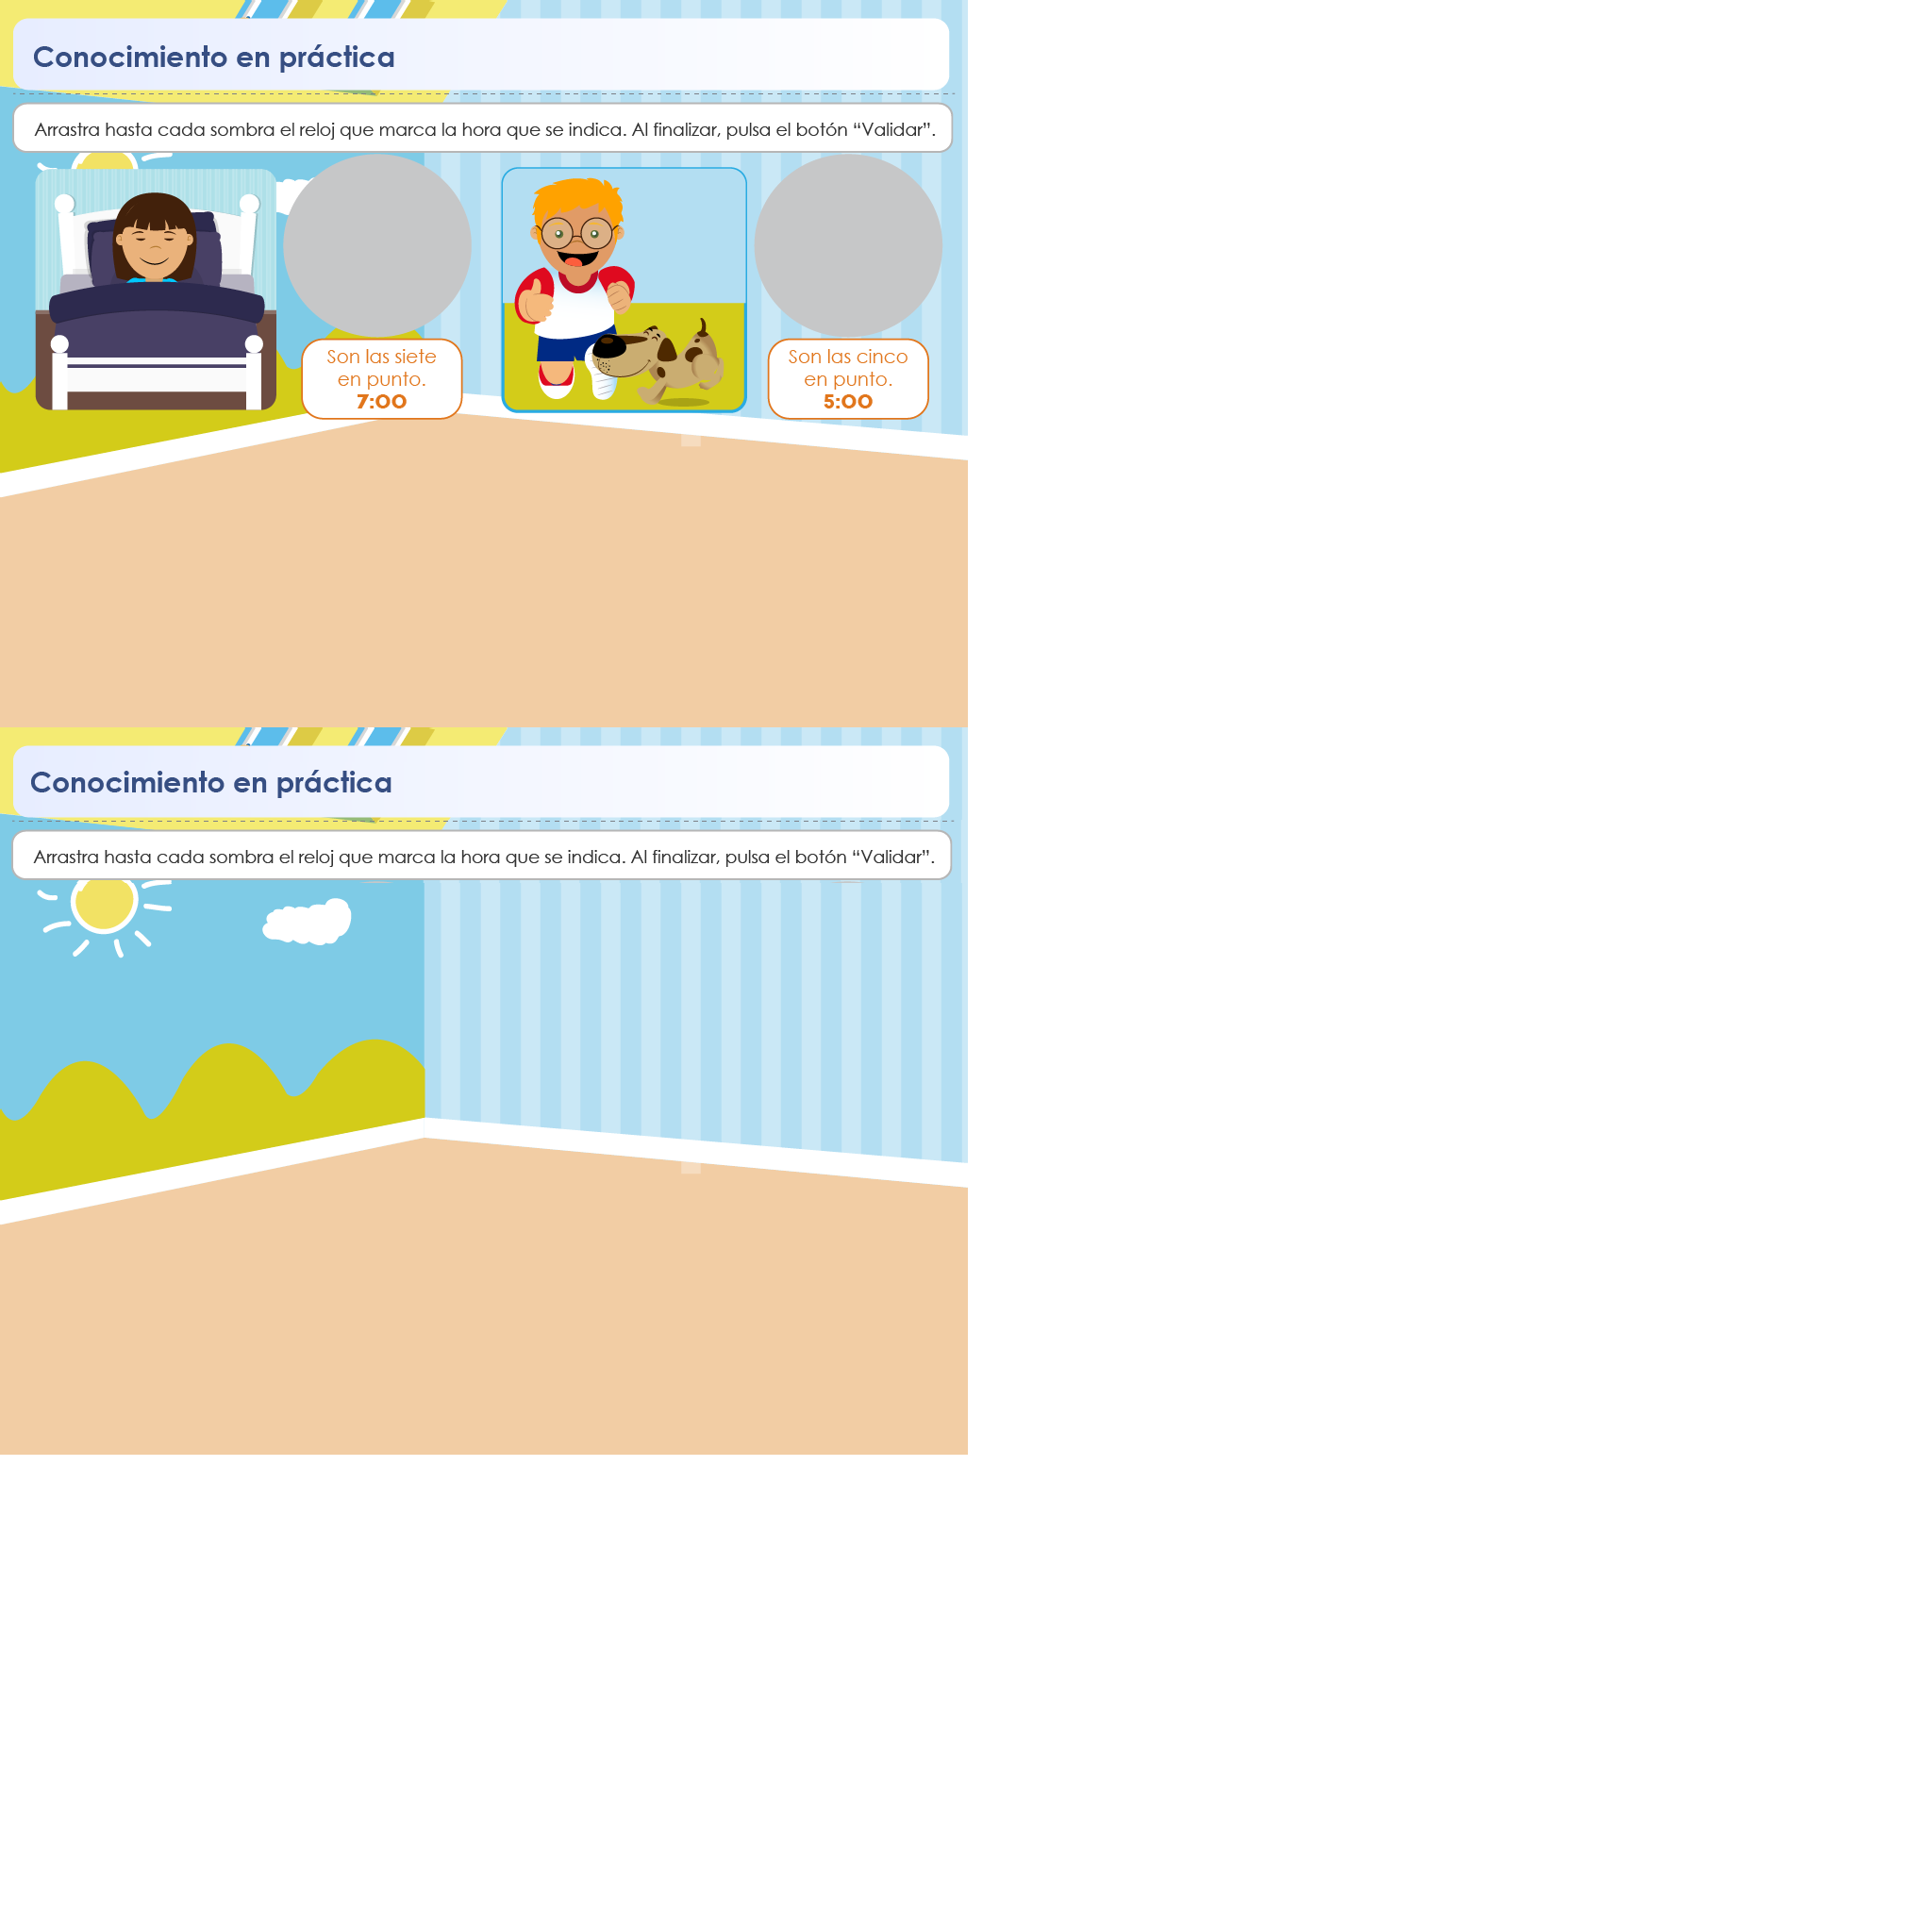 Conocimiento en práctica
Arrastra hasta cada sombra el reloj que marca la hora que se indica. Al finalizar, pulsa el botón “Validar”.
Son las siete
en punto.
7:00
Son las cinco
en punto.
5:00
Conocimiento en práctica
Arrastra hasta cada sombra el reloj que marca la hora que se indica. Al finalizar, pulsa el botón “Validar”.